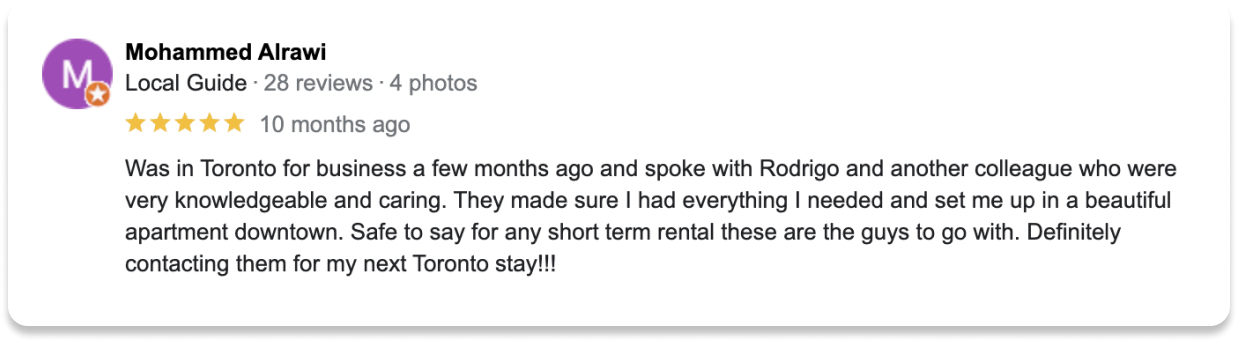 M
Mohammed Alrawi
Local Guide · 28 reviews · 4 photos
10 months ago
Was in Toronto for business a few months ago and spoke with Rodrigo and another colleague who were
very knowledgeable and caring. They made sure I had everything I needed and set me up in a beautiful
apartment downtown. Safe to say for any short term rental these are the guys to go with. Definitely
contacting them for my next Toronto stay!!!